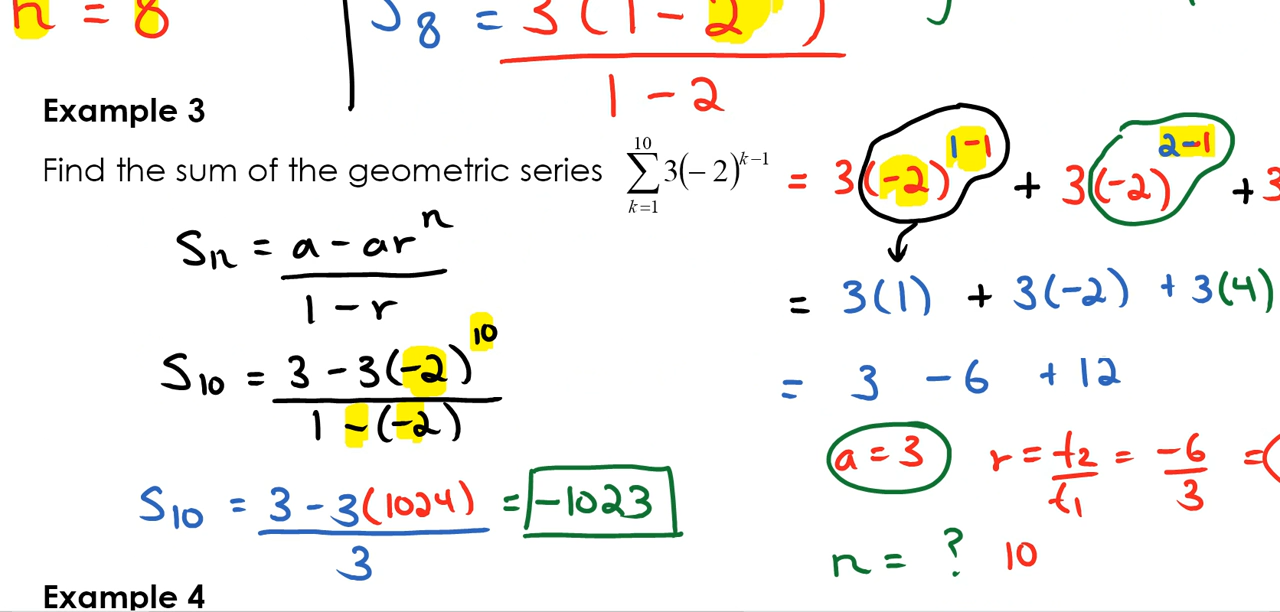 n = 8
S8 = 3(1 - 2 )
1 - 2
Example 3
Find the sum of the geometric series ∑_{k=1}^{10} 3(-2)^{k-1} = 3(-2)^{1-1} + 3(-2)^{2-1} + 3
Sn = (a - ar^n)/(1 - r)
= 3(1) + 3(-2) + 3(4)
S10 = (3 - 3(-2)^{10})/(1 - (-2))
= 3 - 6 + 12
a = 3 r = t2/t1 = -6/3 = (
S10 = (3 - 3(1024))/3 = -1023
n = ? 10
Example 4